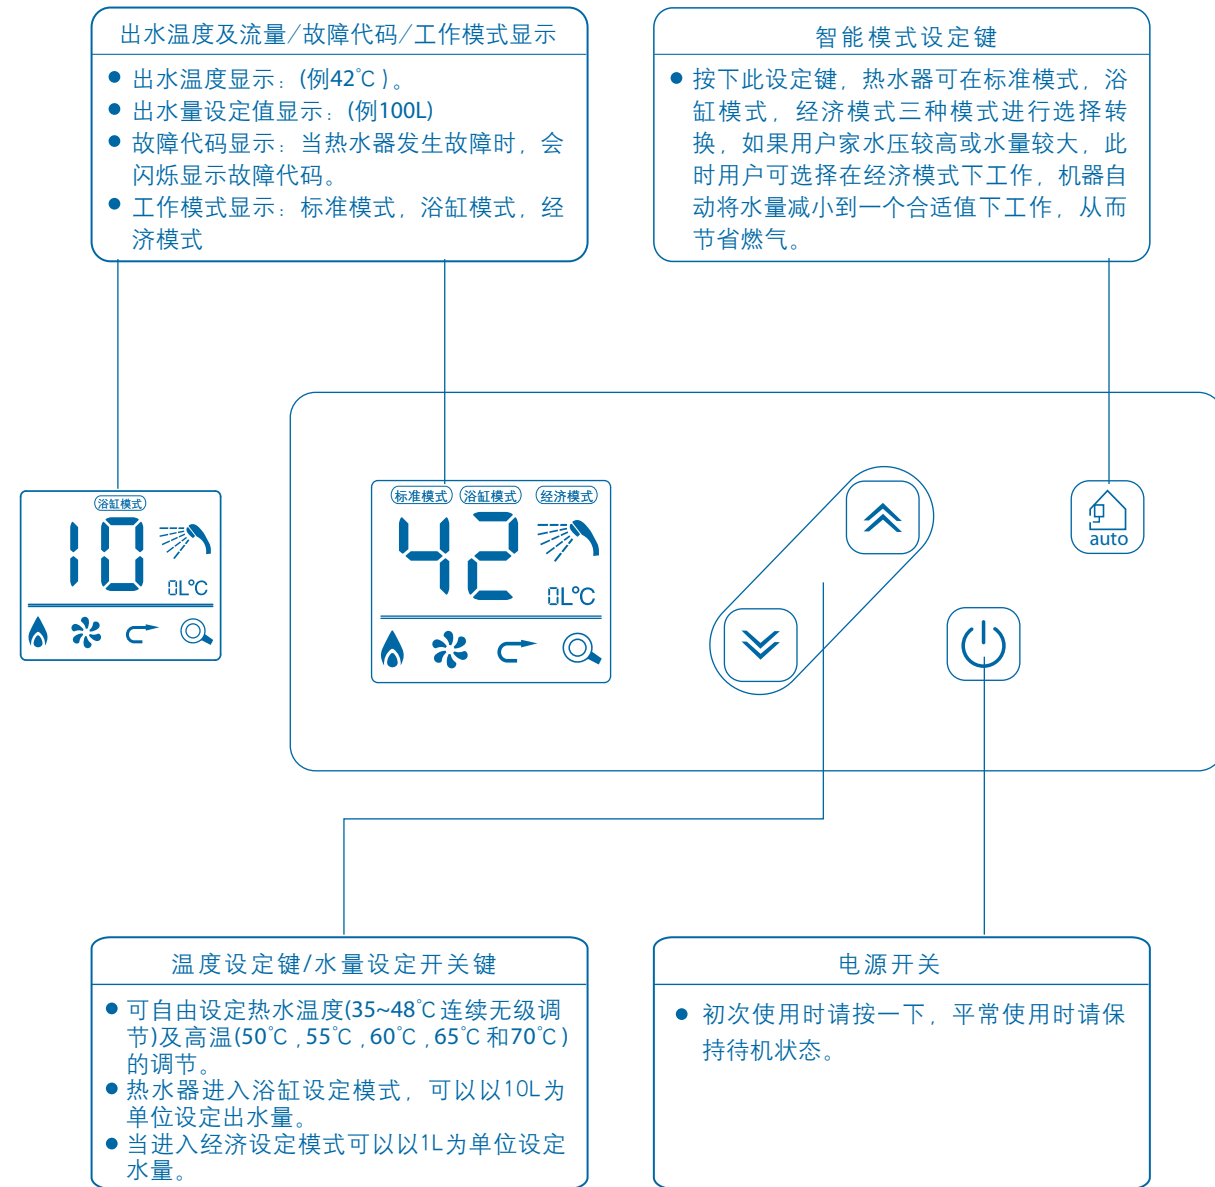 出水温度及流量/故障代码/工作模式显示
● 出水温度显示：(例42℃)。
● 出水量设定值显示：(例100L)
● 故障代码显示：当热水器发生故障时，会
闪烁显示故障代码。
● 工作模式显示：标准模式，浴缸模式，经
济模式
智能模式设定键
● 按下此设定键，热水器可在标准模式，浴
缸模式，经济模式三种模式进行选择转
换，如果用户家水压较高或水量较大，此
时用户可选择在经济模式下工作，机器自
动将水量减小到一个合适值下工作，从而
节省燃气。
浴缸模式
10
0L℃
标准模式 浴缸模式 经济模式
42
0L℃
auto
温度设定键/水量设定开关键
● 可自由设定热水温度(35~48℃连续无级调
节)及高温(50℃,55℃,60℃,65℃和70℃)
的调节。
● 热水器进入浴缸设定模式，可以以10L为
单位设定出水量。
● 当进入经济设定模式可以以1L为单位设定
水量。
电源开关
● 初次使用时请按一下，平常使用时请保
持待机状态。